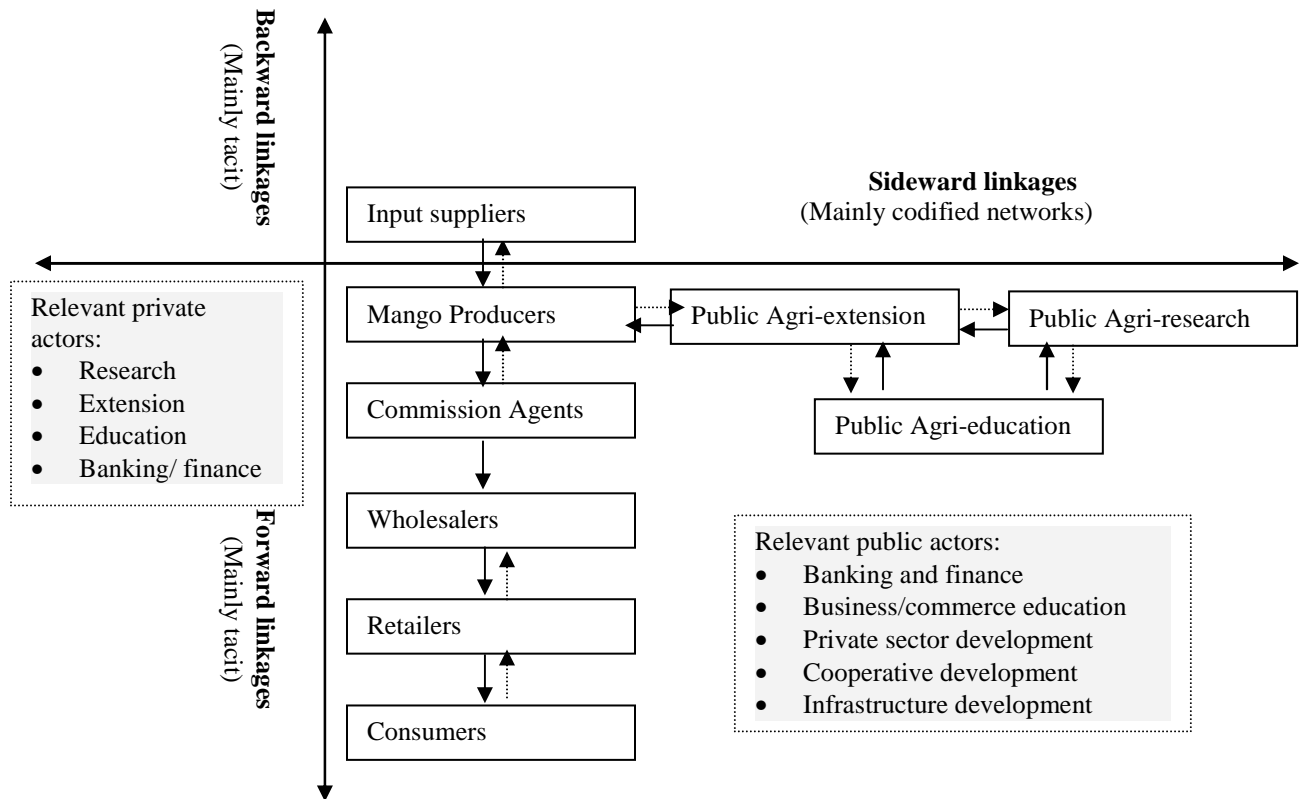 Backward linkages
(Mainly tacit)
Sideward linkages
(Mainly codified networks)
Input suppliers
Relevant private
actors:
• Research
• Extension
• Education
• Banking/ finance
Mango Producers
Public Agri-extension
Public Agri-research
Commission Agents
Public Agri-education
Wholesalers
Forward linkages
(Mainly tacit)
Relevant public actors:
• Banking and finance
• Business/commerce education
• Private sector development
• Cooperative development
• Infrastructure development
Retailers
Consumers